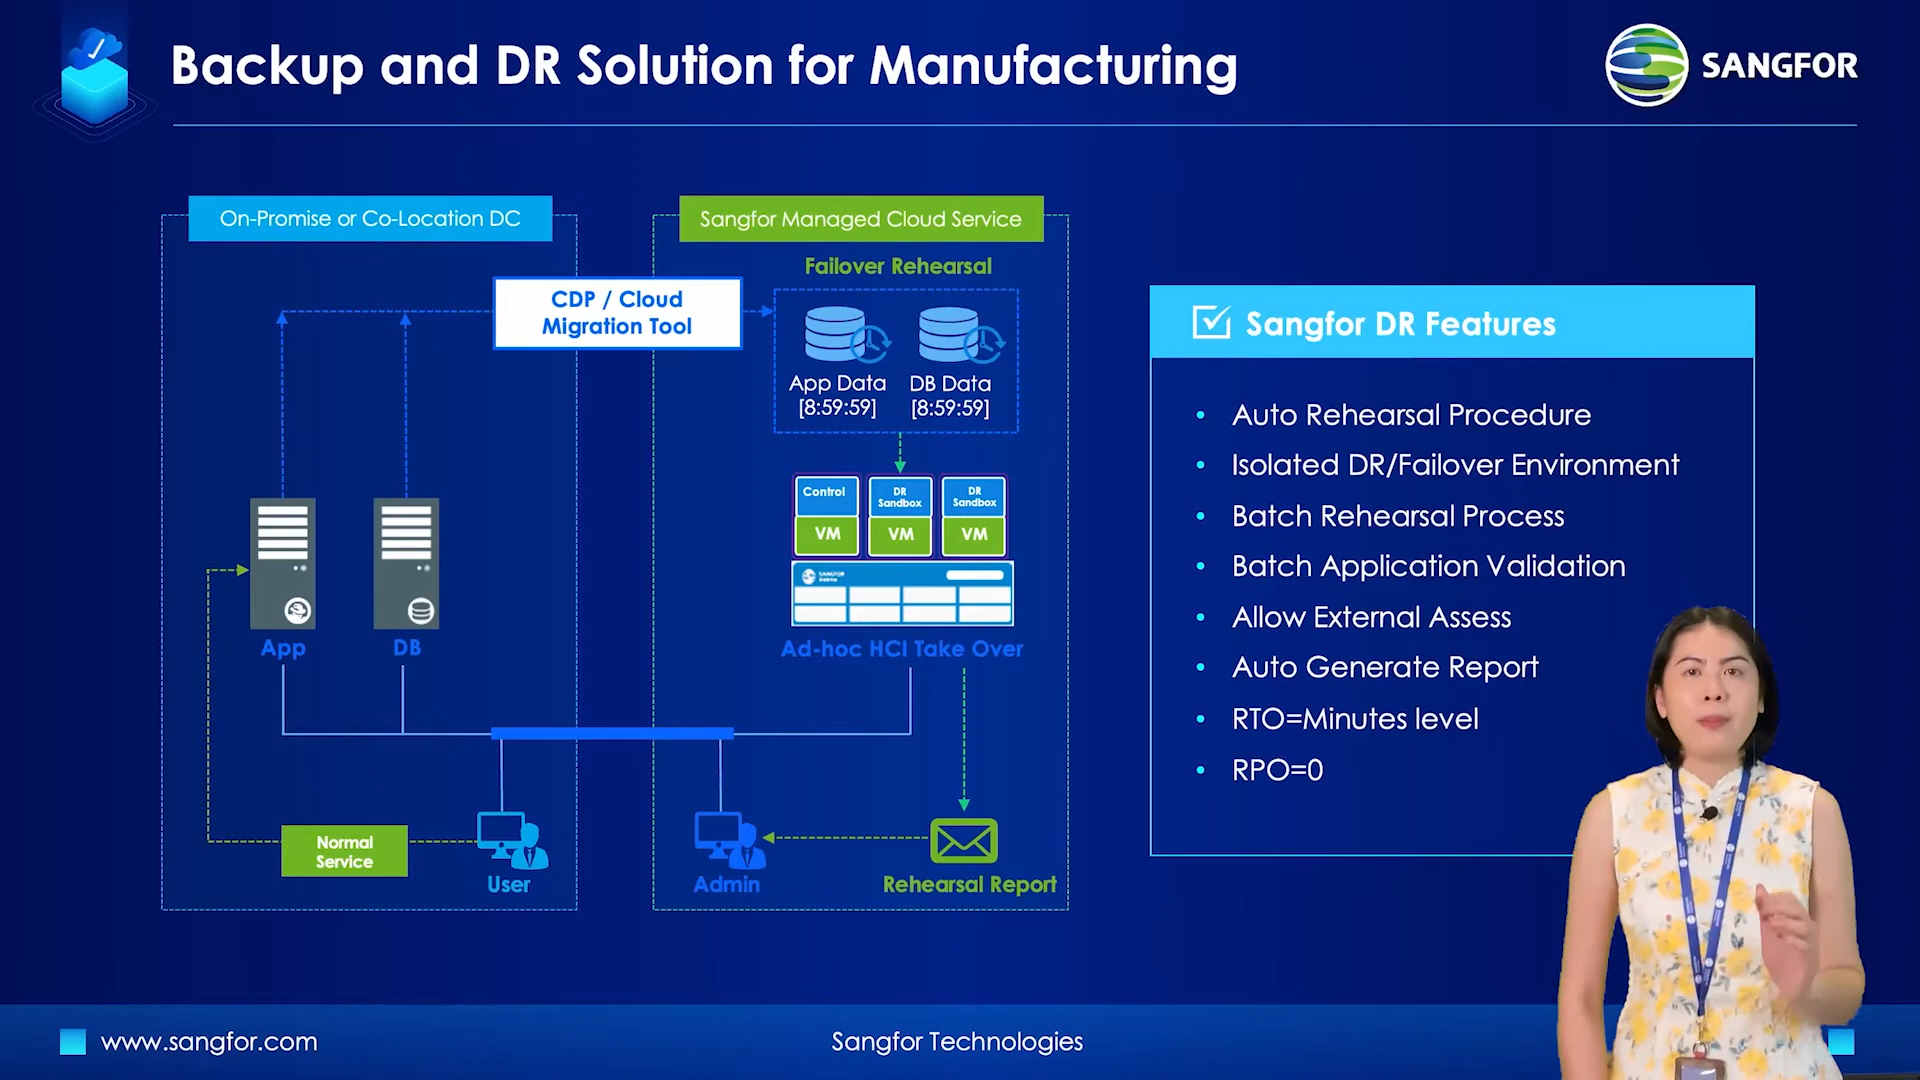 Backup and DR Solution for Manufacturing
SANGFOR
On-Promise or Co-Location DC
Sangfor Managed Cloud Service
Failover Rehearsal
CDP / Cloud
Migration Tool
App Data
[8:59:59]
DB Data
[8:59:59]
Control
VM
DR
Sandbox
VM
DR
Sandbox
VM
SANGFOR
Ad-hoc HCI Take Over
App
DB
Normal
Service
User
Admin
Rehearsal Report
Sangfor DR Features
• Auto Rehearsal Procedure
• Isolated DR/Failover Environment
• Batch Rehearsal Process
• Batch Application Validation
• Allow External Assess
• Auto Generate Report
• RTO=Minutes level
• RPO=0
www.sangfor.com
Sangfor Technologies